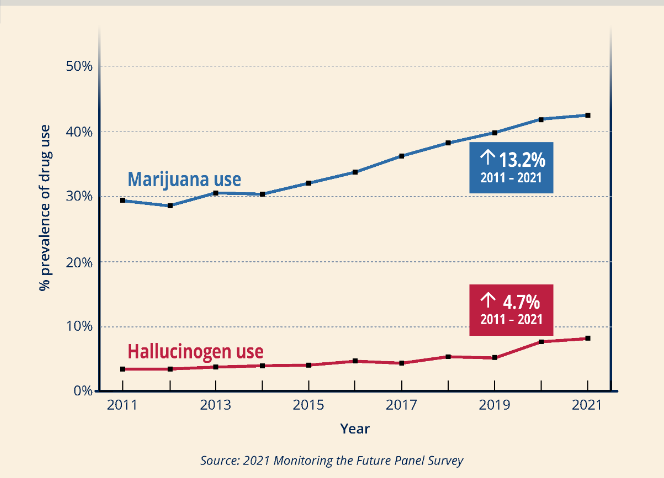 50%
40%
30%
20%
10%
0%
% prevalence of drug use
Marijuana use
↑ 13.2%
2011 – 2021
↑ 4.7%
2011 – 2021
Hallucinogen use
2011 2013 2015 2017 2019 2021
Year
Source: 2021 Monitoring the Future Panel Survey